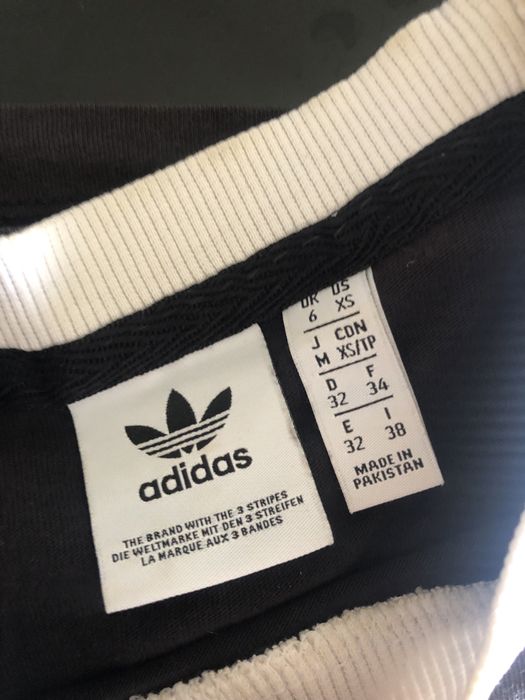 adidas
THE BRAND WITH THE 3 STRIPES
DIE WELTMARKE MIT DEN 3 STREIFEN
LA MARQUE AUX 3 BANDES
UK US
6 XS
J CDN
M XS/TP
D F
32 34
E I
32 38
MADE IN
PAKISTAN